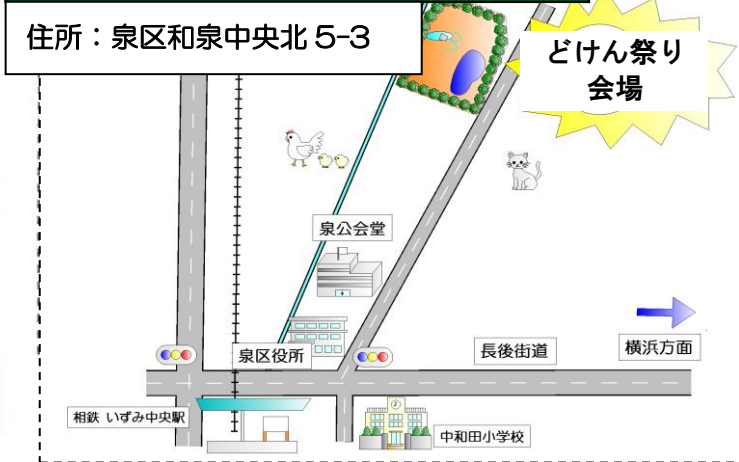 住所：泉区和泉中央北5-3
どけん祭り
会場
泉公会堂
泉区役所
長後街道
横浜方面
相鉄 いずみ中央駅
中和田小学校